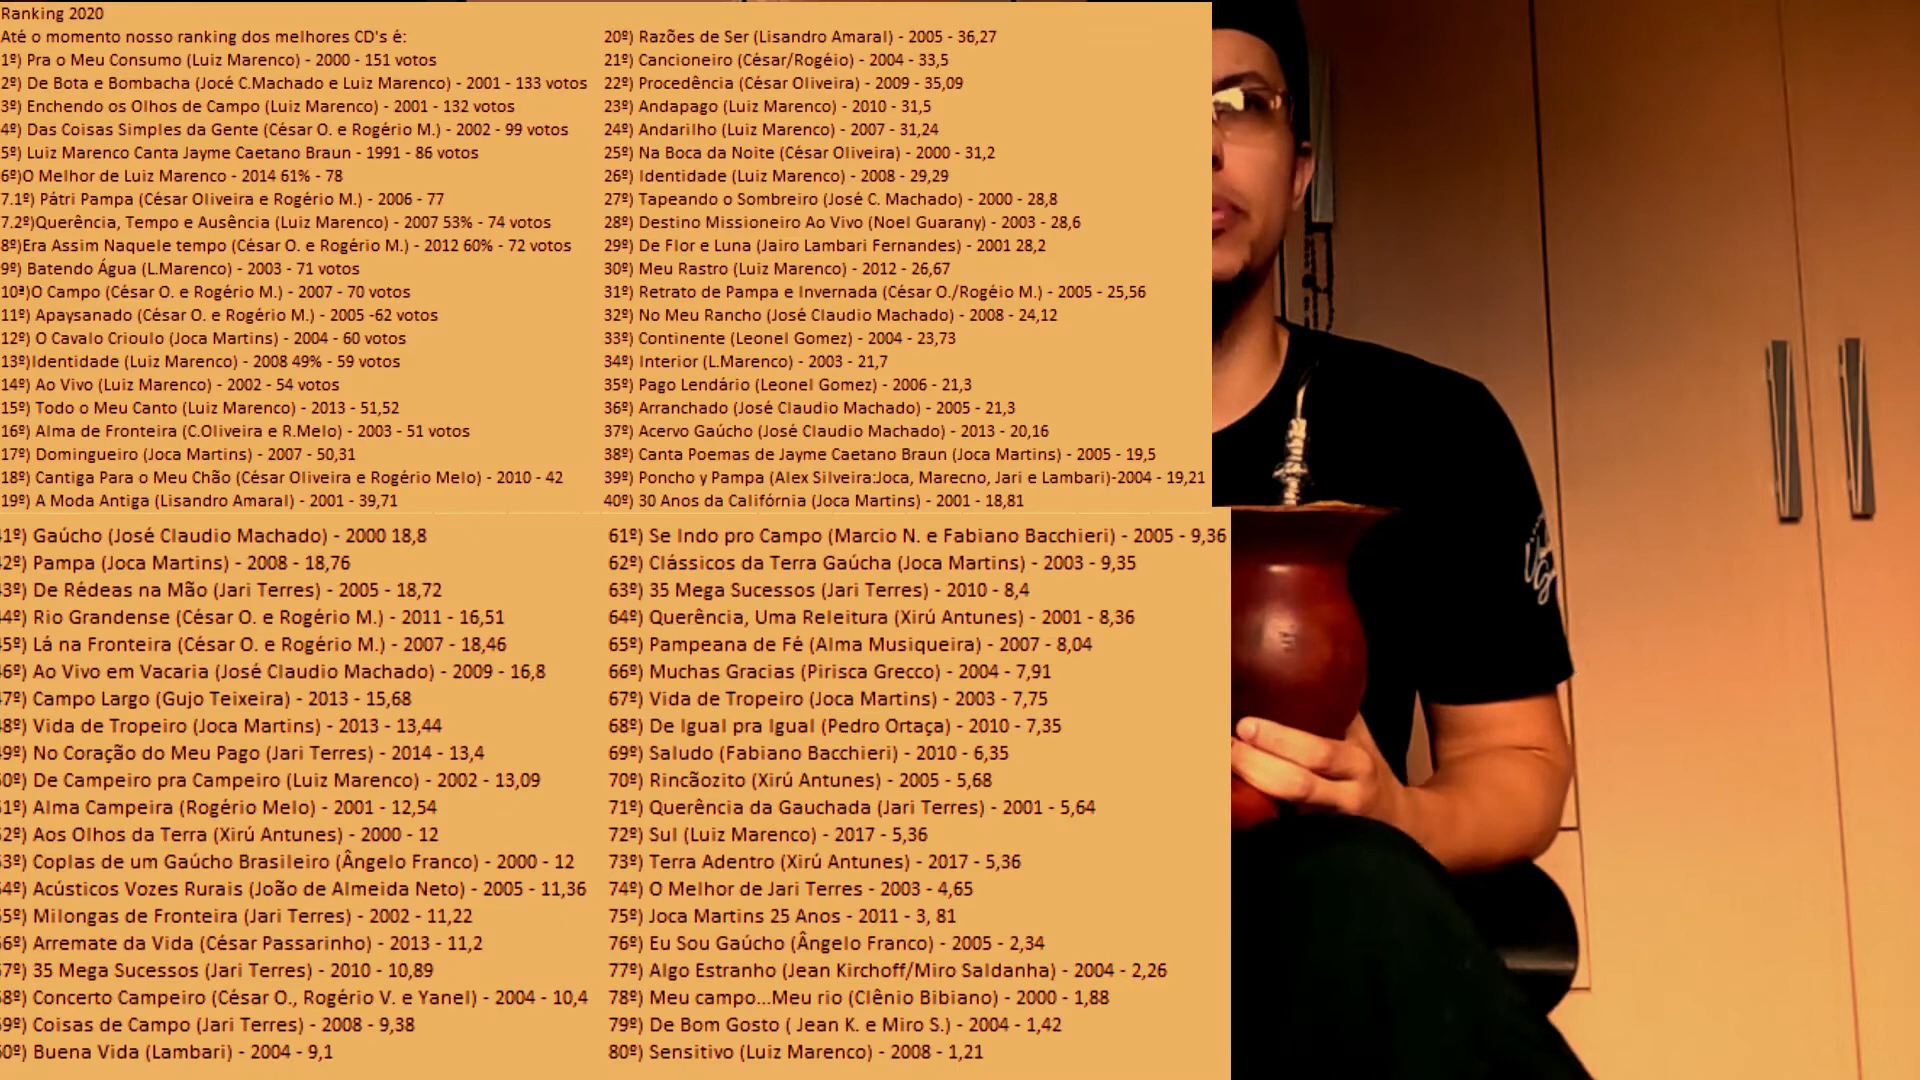 Ranking 2020
Até o momento nosso ranking dos melhores CD's é:
1º) Pra o Meu Consumo (Luiz Marenco) - 2000 - 151 votos
2º) De Bota e Bombacha (Jocé C.Machado e Luiz Marenco) - 2001 - 133 votos
3º) Enchendo os Olhos de Campo (Luiz Marenco) - 2001 - 132 votos
4º) Das Coisas Simples da Gente (César O. e Rogério M.) - 2002 - 99 votos
5º) Luiz Marenco Canta Jayme Caetano Braun - 1991 - 86 votos
6º)O Melhor de Luiz Marenco - 2014 61% - 78
7.1º) Pátri Pampa (César Oliveira e Rogério M.) - 2006 - 77
7.2º)Querência, Tempo e Ausência (Luiz Marenco) - 2007 53% - 74 votos
8º)Era Assim Naquele tempo (César O. e Rogério M.) - 2012 60% - 72 votos
9º) Batendo Água (L.Marenco) - 2003 - 71 votos
10ª)O Campo (César O. e Rogério M.) - 2007 - 70 votos
11º) Apaysanado (César O. e Rogério M.) - 2005 -62 votos
12º) O Cavalo Crioulo (Joca Martins) - 2004 - 60 votos
13º)Identidade (Luiz Marenco) - 2008 49% - 59 votos
14º) Ao Vivo (Luiz Marenco) - 2002 - 54 votos
15º) Todo o Meu Canto (Luiz Marenco) - 2013 - 51,52
16º) Alma de Fronteira (C.Oliveira e R.Melo) - 2003 - 51 votos
17º) Domingueiro (Joca Martins) - 2007 - 50,31
18º) Cantiga Para o Meu Chão (César Oliveira e Rogério Melo) - 2010 - 42
19º) A Moda Antiga (Lisandro Amaral) - 2001 - 39,71
20º) Razões de Ser (Lisandro Amaral) - 2005 - 36,27
21º) Cancioneiro (César/Rogéio) - 2004 - 33,5
22º) Procedência (César Oliveira) - 2009 - 35,09
23º) Andapago (Luiz Marenco) - 2010 - 31,5
24º) Andarilho (Luiz Marenco) - 2007 - 31,24
25º) Na Boca da Noite (César Oliveira) - 2000 - 31,2
26º) Identidade (Luiz Marenco) - 2008 - 29,29
27º) Tapeando o Sombreiro (José C. Machado) - 2000 - 28,8
28º) Destino Missioneiro Ao Vivo (Noel Guarany) - 2003 - 28,6
29º) De Flor e Luna (Jairo Lambari Fernandes) - 2001 28,2
30º) Meu Rastro (Luiz Marenco) - 2012 - 26,67
31º) Retrato de Pampa e Invernada (César O./Rogéio M.) - 2005 - 25,56
32º) No Meu Rancho (José Claudio Machado) - 2008 - 24,12
33º) Continente (Leonel Gomez) - 2004 - 23,73
34º) Interior (L.Marenco) - 2003 - 21,7
35º) Pago Lendário (Leonel Gomez) - 2006 - 21,3
36º) Arranchado (José Claudio Machado) - 2005 - 21,3
37º) Acervo Gaúcho (José Claudio Machado) - 2013 - 20,16
38º) Canta Poemas de Jayme Caetano Braun (Joca Martins) - 2005 - 19,5
39º) Poncho y Pampa (Alex Silveira:Joca, Marecno, Jari e Lambari)-2004 - 19,21
40º) 30 Anos da Califórnia (Joca Martins) - 2001 - 18,81
41º) Gaúcho (José Claudio Machado) - 2000 18,8
42º) Pampa (Joca Martins) - 2008 - 18,76
43º) De Rédeas na Mão (Jari Terres) - 2005 - 18,72
44º) Rio Grandense (César O. e Rogério M.) - 2011 - 16,51
45º) Lá na Fronteira (César O. e Rogério M.) - 2007 - 18,46
46º) Ao Vivo em Vacaria (José Claudio Machado) - 2009 - 16,8
47º) Campo Largo (Gujo Teixeira) - 2013 - 15,68
48º) Vida de Tropeiro (Joca Martins) - 2013 - 13,44
49º) No Coração do Meu Pago (Jari Terres) - 2014 - 13,4
50º) De Campeiro pra Campeiro (Luiz Marenco) - 2002 - 13,09
51º) Alma Campeira (Rogério Melo) - 2001 - 12,54
52º) Aos Olhos da Terra (Xirú Antunes) - 2000 - 12
53º) Coplas de um Gaúcho Brasileiro (Ângelo Franco) - 2000 - 12
54º) Acústicos Vozes Rurais (João de Almeida Neto) - 2005 - 11,36
55º) Milongas de Fronteira (Jari Terres) - 2002 - 11,22
56º) Arremate da Vida (César Passarinho) - 2013 - 11,2
57º) 35 Mega Sucessos (Jari Terres) - 2010 - 10,89
58º) Concerto Campeiro (César O., Rogério V. e Yanel) - 2004 - 10,4
59º) Coisas de Campo (Jari Terres) - 2008 - 9,38
60º) Buena Vida (Lambari) - 2004 - 9,1
61º) Se Indo pro Campo (Marcio N. e Fabiano Bacchieri) - 2005 - 9,36
62º) Clássicos da Terra Gaúcha (Joca Martins) - 2003 - 9,35
63º) 35 Mega Sucessos (Jari Terres) - 2010 - 8,4
64º) Querência, Uma Releitura (Xirú Antunes) - 2001 - 8,36
65º) Pampeana de Fé (Alma Musiqueira) - 2007 - 8,04
66º) Muchas Gracias (Pirisca Grecco) - 2004 - 7,91
67º) Vida de Tropeiro (Joca Martins) - 2003 - 7,75
68º) De Igual pra Igual (Pedro Ortaça) - 2010 - 7,35
69º) Saludo (Fabiano Bacchieri) - 2010 - 6,35
70º) Rincãozito (Xirú Antunes) - 2005 - 5,68
71º) Querência da Gauchada (Jari Terres) - 2001 - 5,64
72º) Sul (Luiz Marenco) - 2017 - 5,36
73º) Terra Adentro (Xirú Antunes) - 2017 - 5,36
74º) O Melhor de Jari Terres - 2003 - 4,65
75º) Joca Martins 25 Anos - 2011 - 3, 81
76º) Eu Sou Gaúcho (Ângelo Franco) - 2005 - 2,34
77º) Algo Estranho (Jean Kirchoff/Miro Saldanha) - 2004 - 2,26
78º) Meu campo...Meu rio (Clênio Bibiano) - 2000 - 1,88
79º) De Bom Gosto ( Jean K. e Miro S.) - 2004 - 1,42
80º) Sensitivo (Luiz Marenco) - 2008 - 1,21